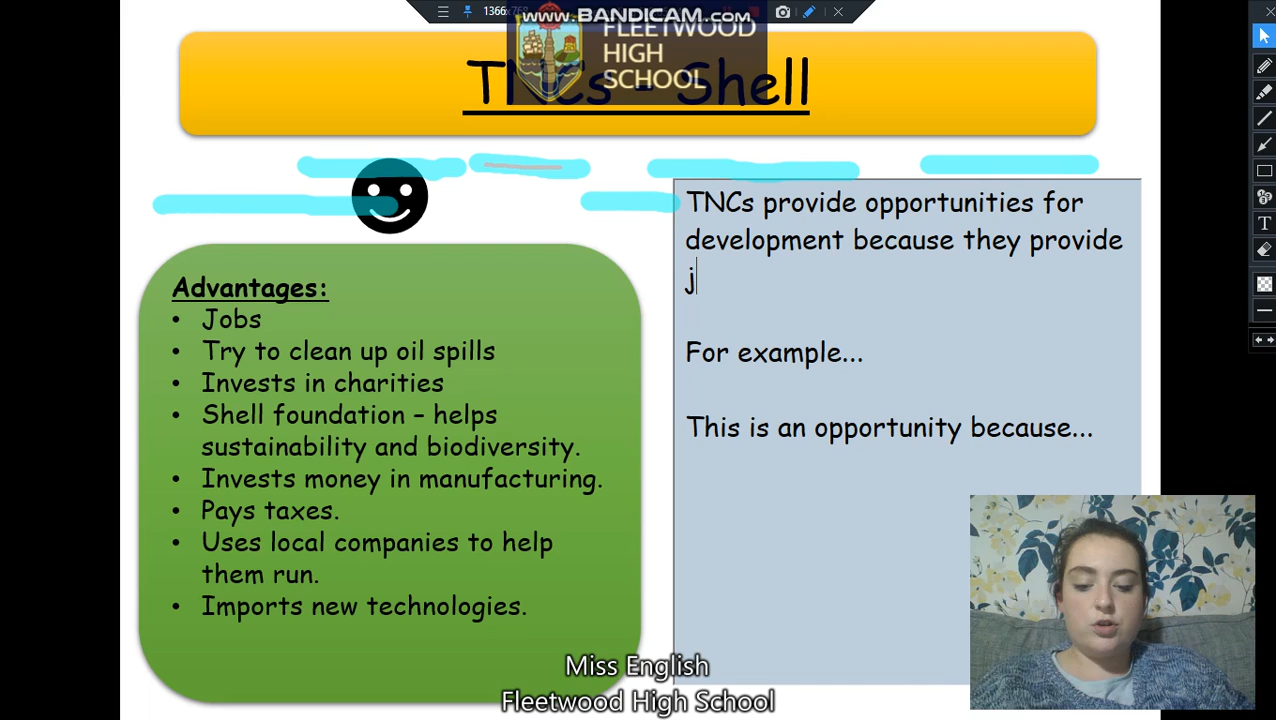 1366x768
www.BANDICAM.com
FLEETWOOD
HIGH
SCHOOL
TNCs - Shell
TNCs provide opportunities for
development because they provide
j
For example...
This is an opportunity because...
Advantages:
• Jobs
• Try to clean up oil spills
• Invests in charities
• Shell foundation – helps
sustainability and biodiversity.
• Invests money in manufacturing.
• Pays taxes.
• Uses local companies to help
them run.
• Imports new technologies.
Miss English
Fleetwood High School
T